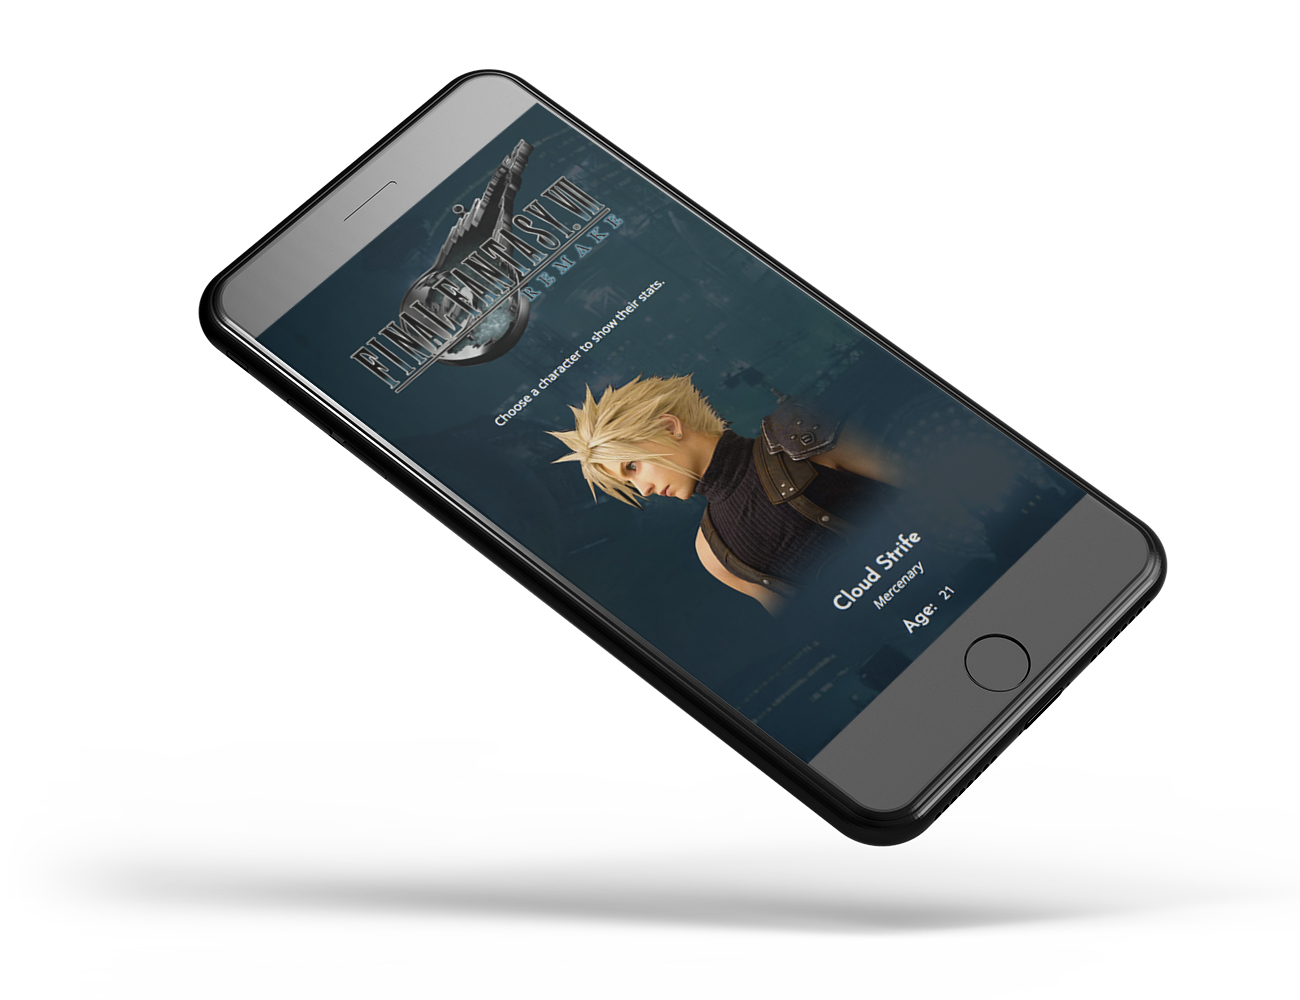 FINAL FANTASY VII
REMAKE
Choose a character to show their stats.
Cloud Strife
Mercenary
Age: 21